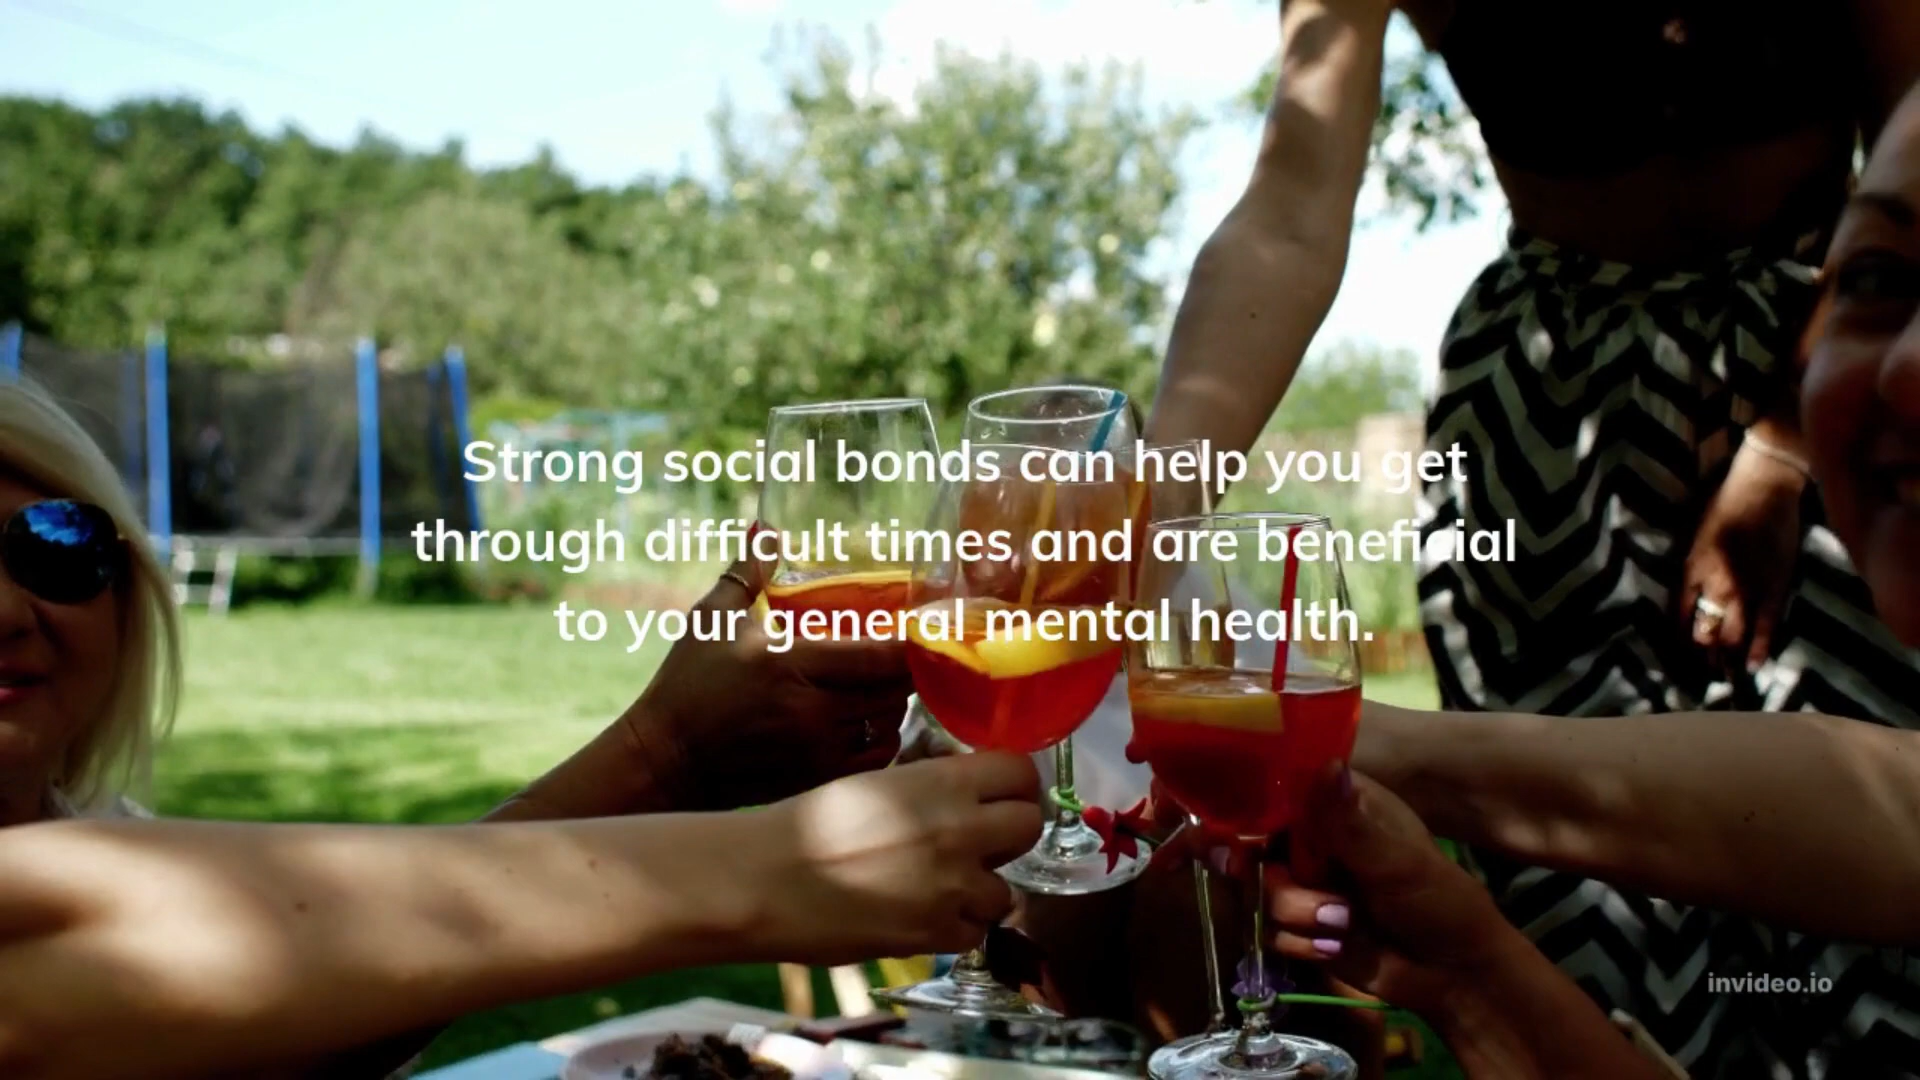 Strong social bonds can help you get
through difficult times and are beneficial
to your general mental health.
invideo.io